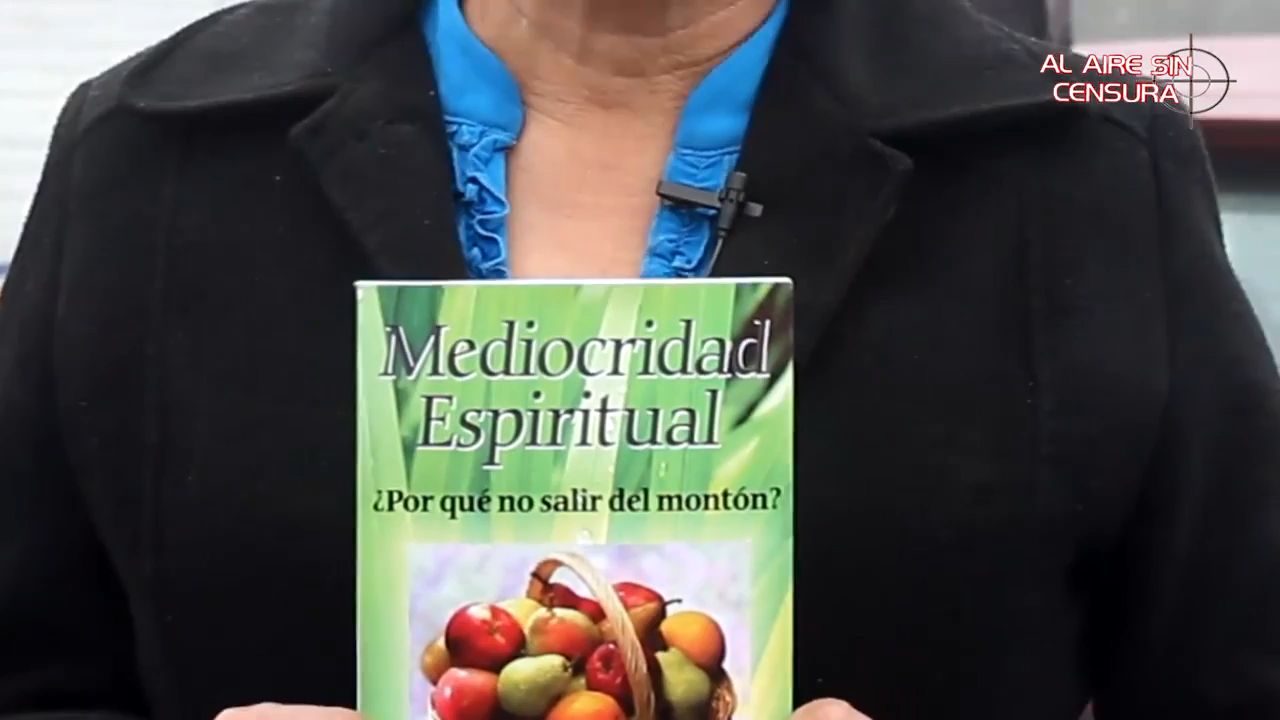 AL AIRE SIN
CENSURA
Mediocridad
Espiritual
¿Por qué no salir del montón?